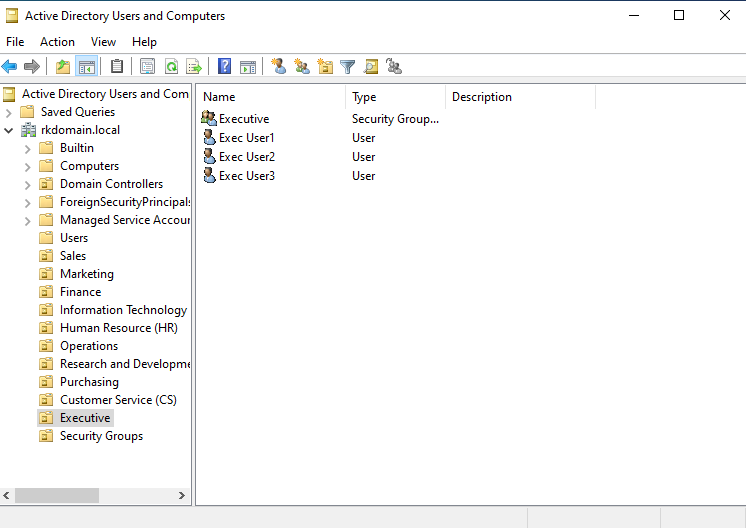 Active Directory Users and Computers
File Action View Help
Active Directory Users and Com
Saved Queries
rkdomain.local
Builtin
Computers
Domain Controllers
ForeignSecurityPrincipals
Managed Service Accour
Users
Sales
Marketing
Finance
Information Technology
Human Resource (HR)
Operations
Research and Developme
Purchasing
Customer Service (CS)
Executive
Security Groups
Name Type Description
Executive Security Group...
Exec User1 User
Exec User2 User
Exec User3 User